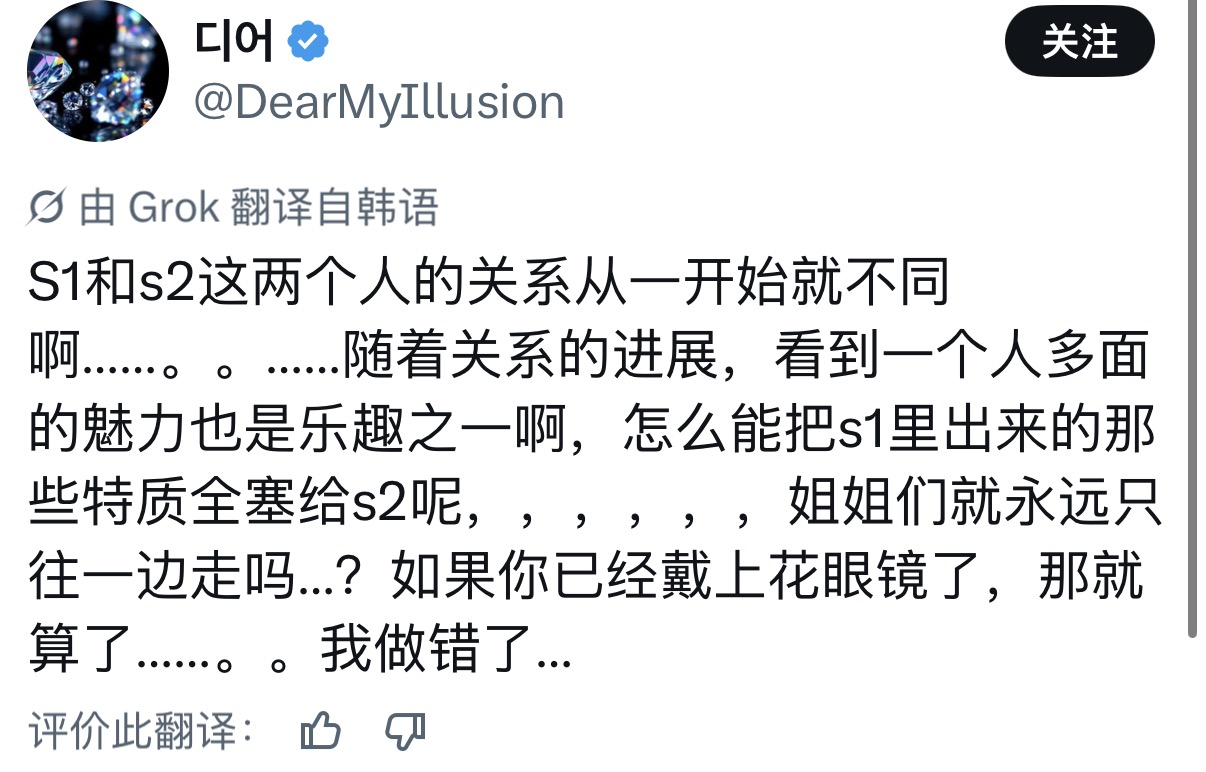 디어
@DearMyIllusion
关注
由 Grok 翻译自韩语
S1和s2这两个人的关系从一开始就不同
啊......。。......随着关系的进展，看到一个人多面
的魅力也是乐趣之一啊，怎么能把s1里出来的那
些特质全塞给s2呢，，，，，，姐姐们就永远只
往一边走吗...？如果你已经戴上花眼镜了，那就
算了......。。我做错了...
评价此翻译：